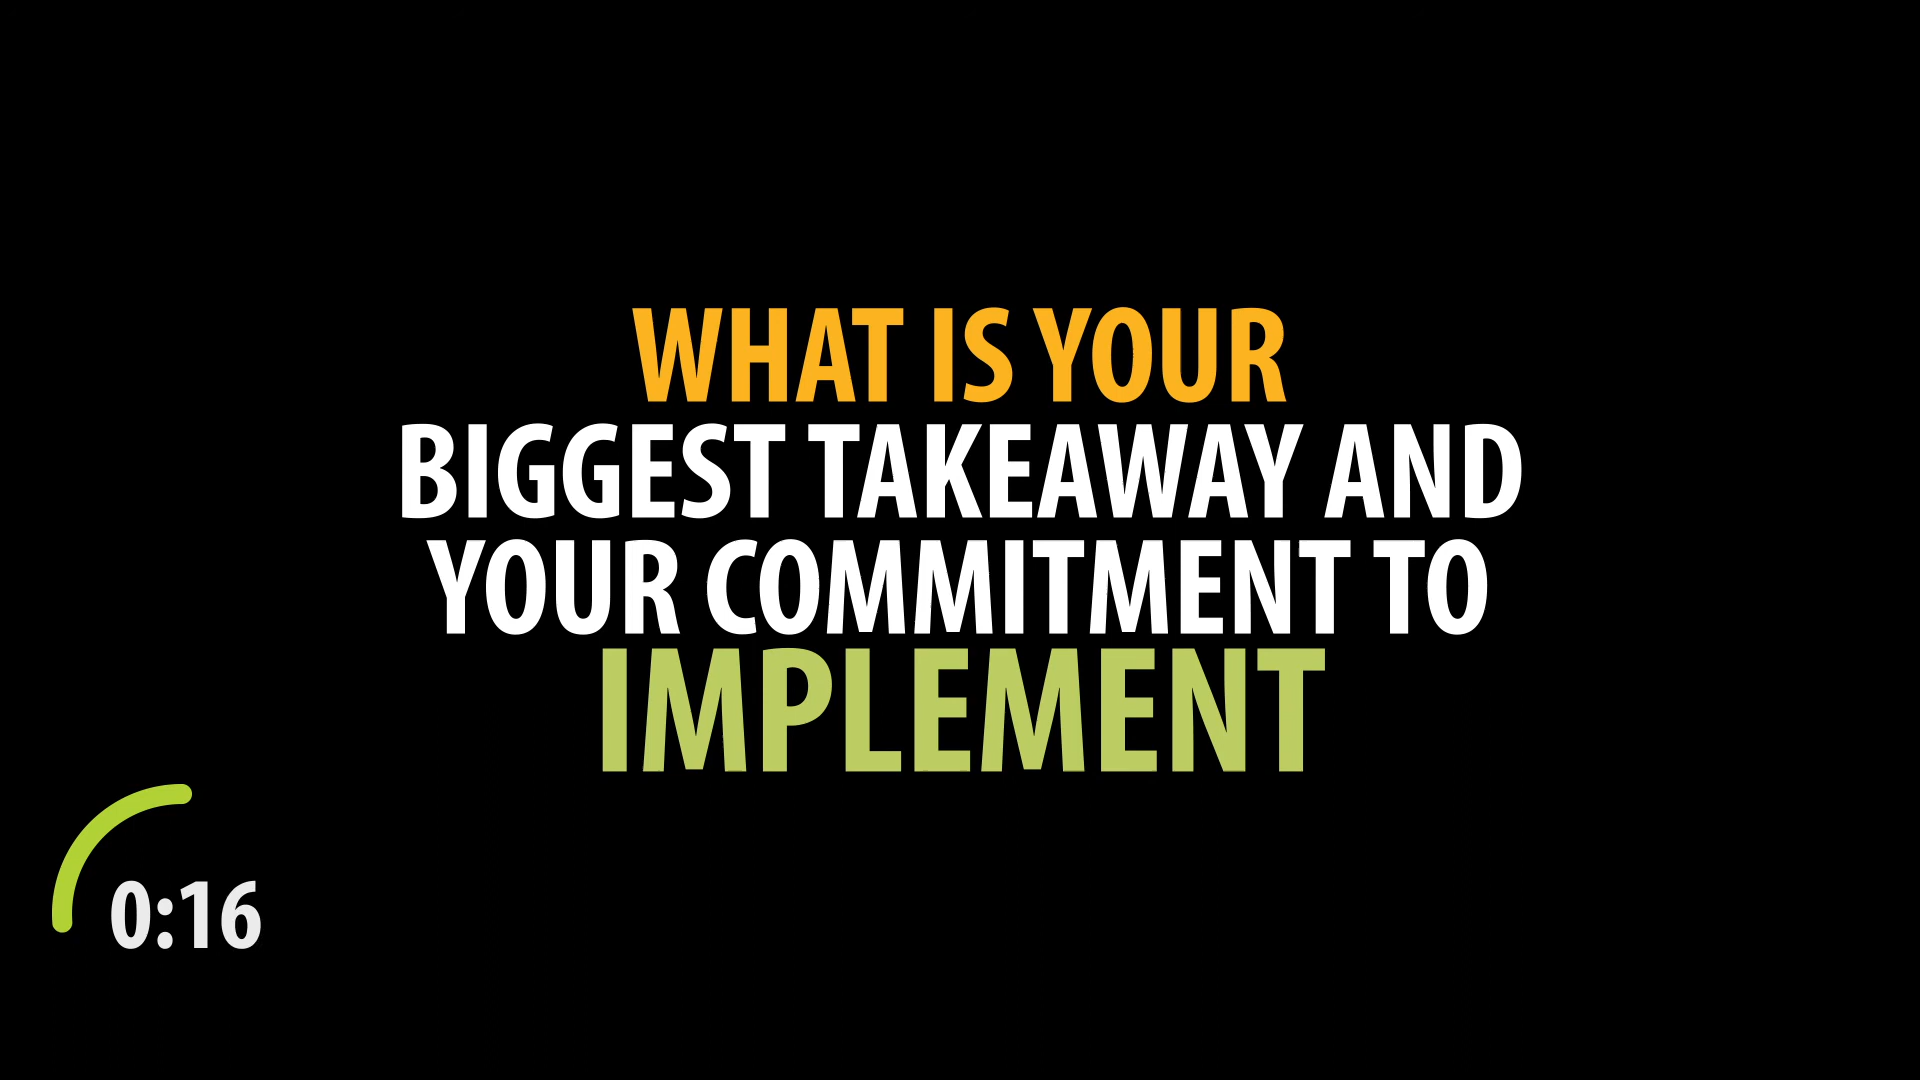 WHAT IS YOUR
BIGGEST TAKEAWAY AND
YOUR COMMITMENT TO
IMPLEMENT
0:16